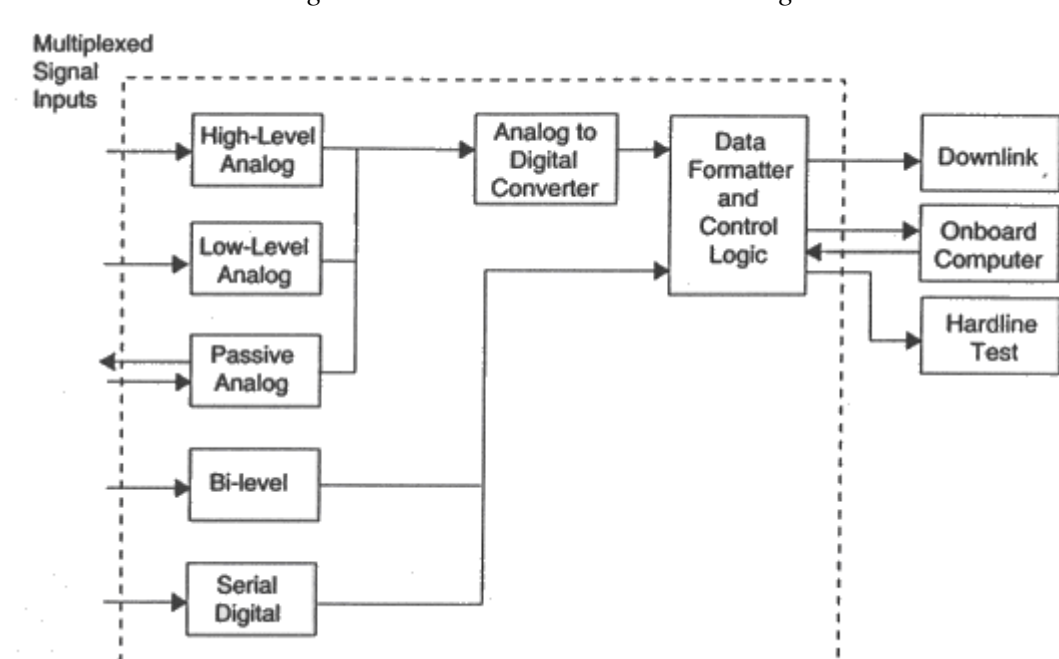 Multiplexed
Signal
Inputs
High-Level
Analog
Analog to
Digital
Converter
Data
Formatter
and
Control
Logic
Downlink
Low-Level
Analog
Onboard
Computer
Passive
Analog
Hardline
Test
Bi-level
Serial
Digital